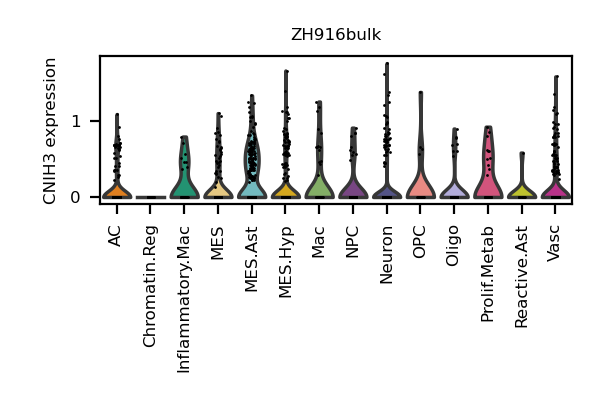 ZH916bulk
CNIH3 expression
1
0
AC
Chromatin.Reg
Inflammatory.Mac
MES
MES.Ast
MES.Hyp
Mac
NPC
Neuron
OPC
Oligo
Prolif.Metab
Reactive.Ast
Vasc